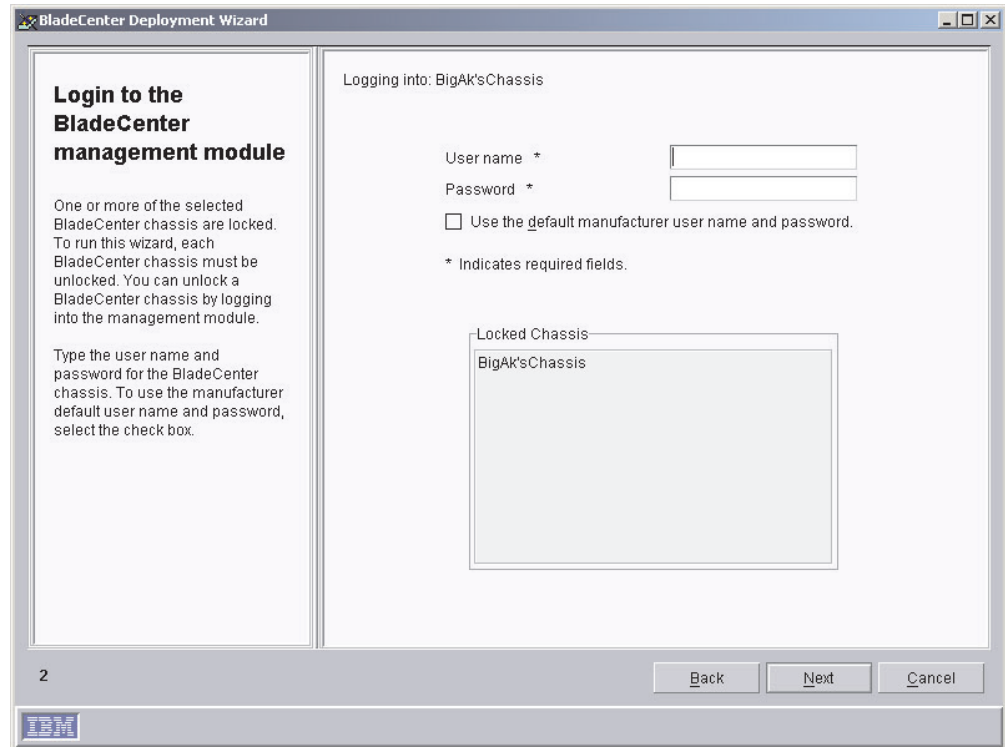 BladeCenter Deployment Wizard
Login to the
BladeCenter
management module
One or more of the selected
BladeCenter chassis are locked.
To run this wizard, each
BladeCenter chassis must be
unlocked. You can unlock a
BladeCenter chassis by logging
into the management module.
Type the user name and
password for the BladeCenter
chassis. To use the manufacturer
default user name and password,
select the check box.
Logging into: BigAk'sChassis
User name *
Password *
Use the default manufacturer user name and password.
* Indicates required fields.
Locked Chassis
BigAk'sChassis
2
Back
Next
Cancel
IBM